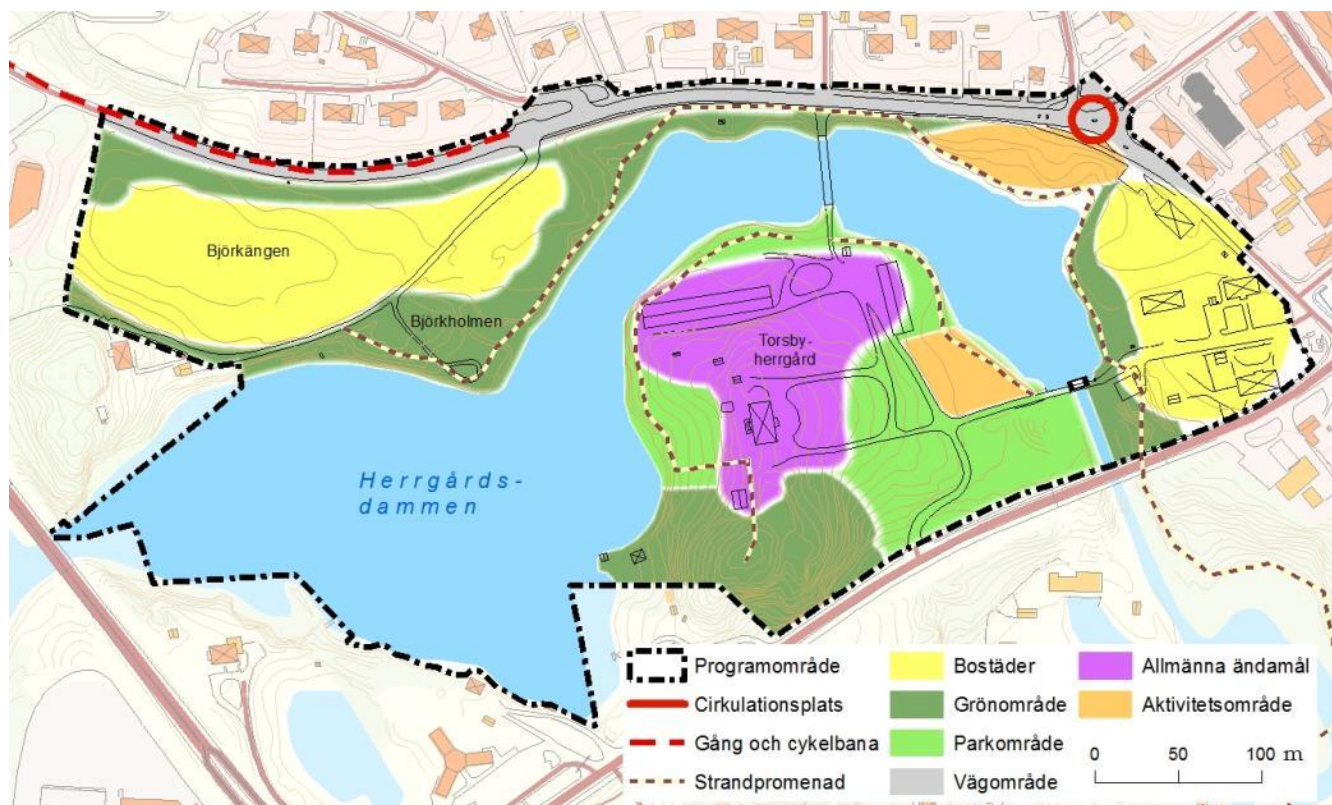 Björkängen
Björkholmen
Torsby-
herrgård
Herrgårds-
dammen
Programområde
Cirkulationsplats
Gång och cykelbana
Strandpromenad
Bostäder
Grönområde
Parkområde
Vägområde
Allmänna ändamål
Aktivitetsområde
0 50 100 m